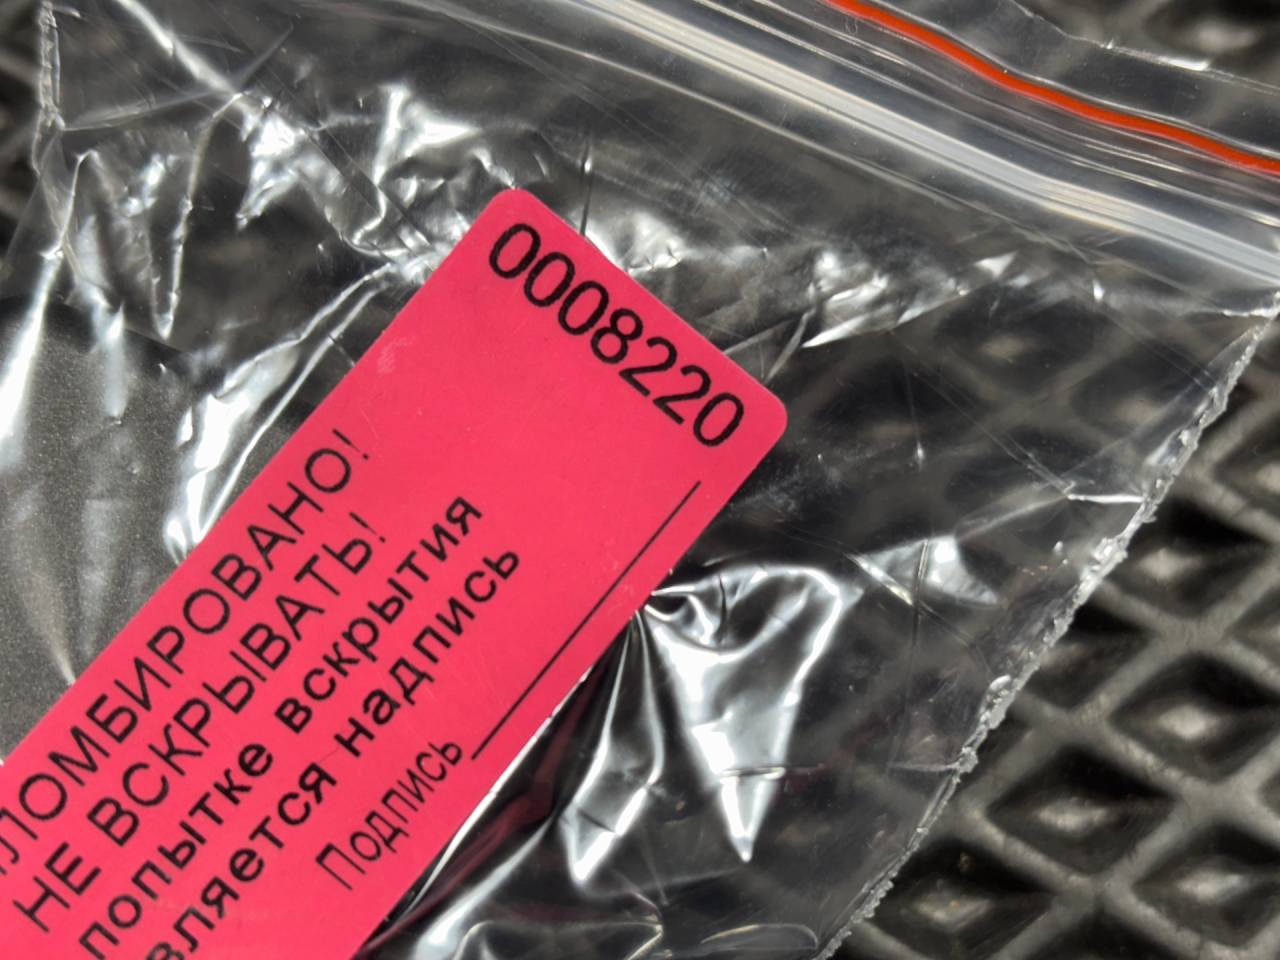 0008220
ЛОМБИРОВАНО!
НЕ ВСКРЫВАТЬ!
попытке вскрытия
вляется надпись
Подпись